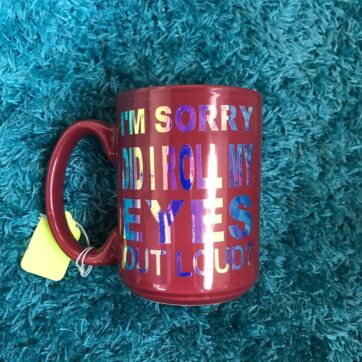 I'M SORRY
DID I ROLL MY
EYES
OUT LOUD?